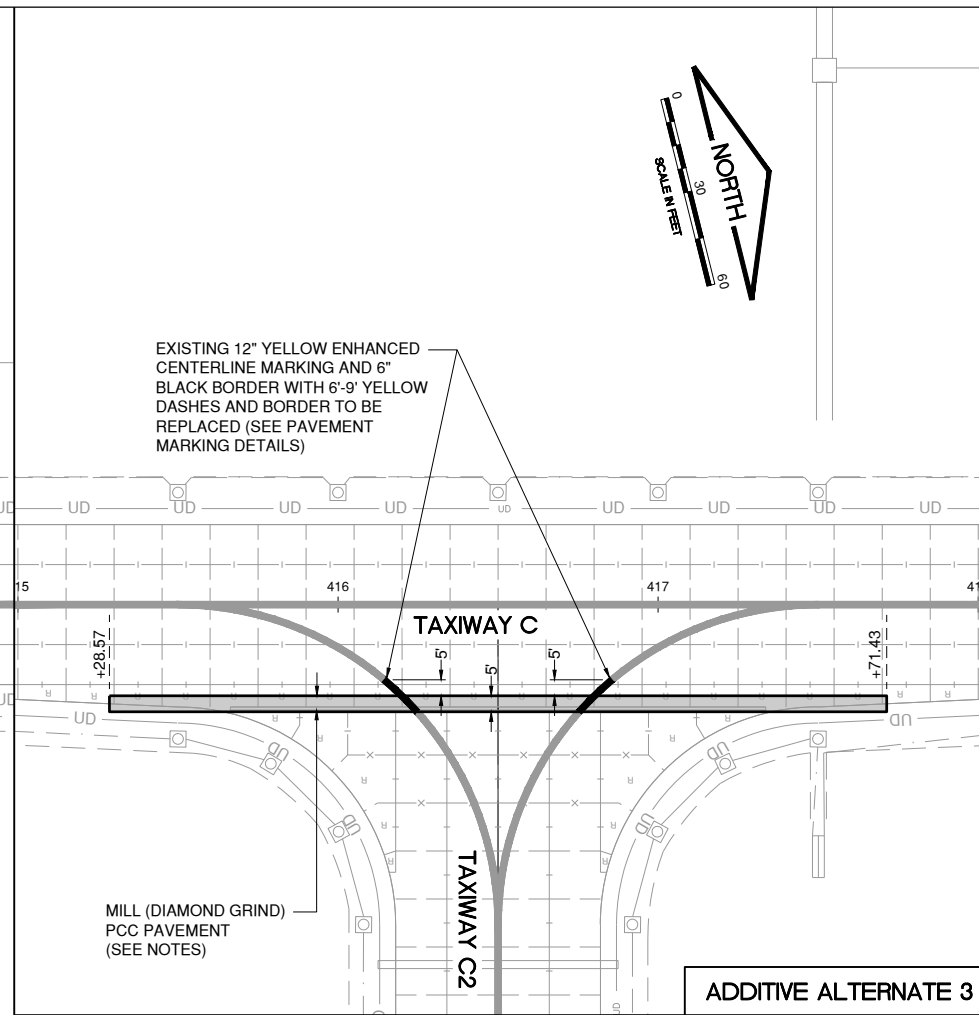 0
30
60
SCALE IN FEET
NORTH
EXISTING 12" YELLOW ENHANCED
CENTERLINE MARKING AND 6"
BLACK BORDER WITH 6'-9' YELLOW
DASHES AND BORDER TO BE
REPLACED (SEE PAVEMENT
MARKING DETAILS)
UD UD UD UD UD UD UD UD UD
15 416 417 41
TAXIWAY C
+28.57
5'
5'
5'
+71.43
R R R R R R
UD UD
UD UD
UD UD
X X X X
MILL (DIAMOND GRIND)
PCC PAVEMENT
(SEE NOTES)
TAXIWAY C2
ADDITIVE ALTERNATE 3